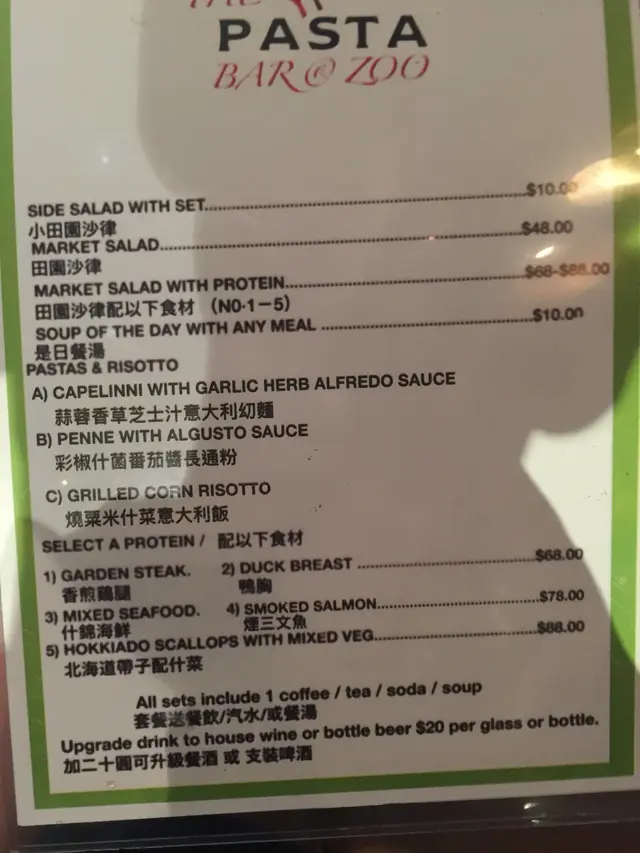 THE
PASTA
BAR @ ZOO
SIDE SALAD WITH SET..........$10.00
小田園沙律
MARKET SALAD..........$48.00
田園沙律
MARKET SALAD WITH PROTEIN..........$68-$88.00
田園沙律配以下食材 （NO·1－5）
SOUP OF THE DAY WITH ANY MEAL ..........$10.00
是日餐湯
PASTAS & RISOTTO
A) CAPELINNI WITH GARLIC HERB ALFREDO SAUCE
蒜蓉香草芝士汁意大利幼麵
B) PENNE WITH ALGUSTO SAUCE
彩椒什菌番茄醬長通粉
C) GRILLED CORN RISOTTO
燒粟米什菜意大利飯
SELECT A PROTEIN / 配以下食材
1) GARDEN STEAK. 2) DUCK BREAST ..........$68.00
香煎鷄腿 鴨胸
3) MIXED SEAFOOD. 4) SMOKED SALMON..........$78.00
什錦海鮮 煙三文魚
5) HOKKIADO SCALLOPS WITH MIXED VEG..........$88.00
北海道帶子配什菜
All sets include 1 coffee / tea / soda / soup
套餐送餐飲/汽水/或餐湯
Upgrade drink to house wine or bottle beer $20 per glass or bottle.
加二十圓可升級餐酒 或 支裝啤酒